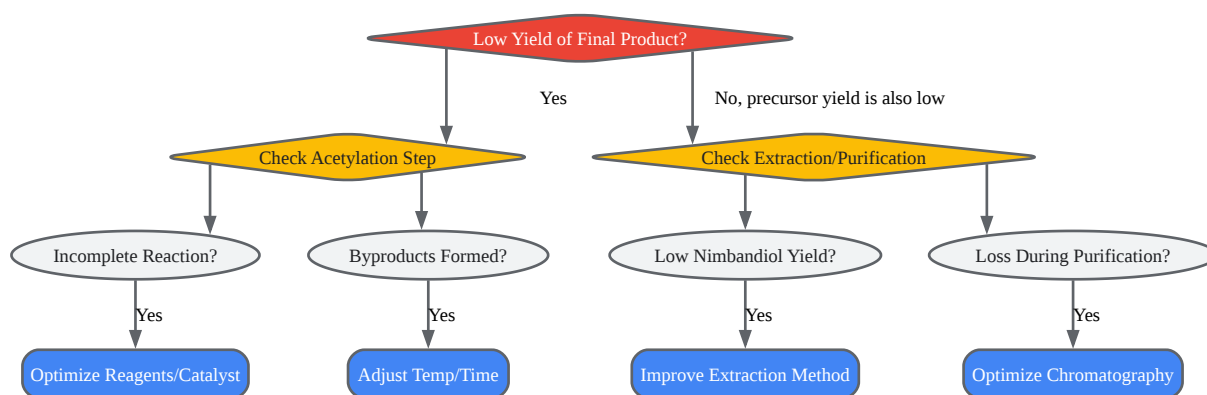 Low Yield of Final Product?
Yes
No, precursor yield is also low
Check Acetylation Step
Check Extraction/Purification
Incomplete Reaction?
Byproducts Formed?
Low Nimbandiol Yield?
Loss During Purification?
Yes
Yes
Yes
Yes
Optimize Reagents/Catalyst
Adjust Temp/Time
Improve Extraction Method
Optimize Chromatography